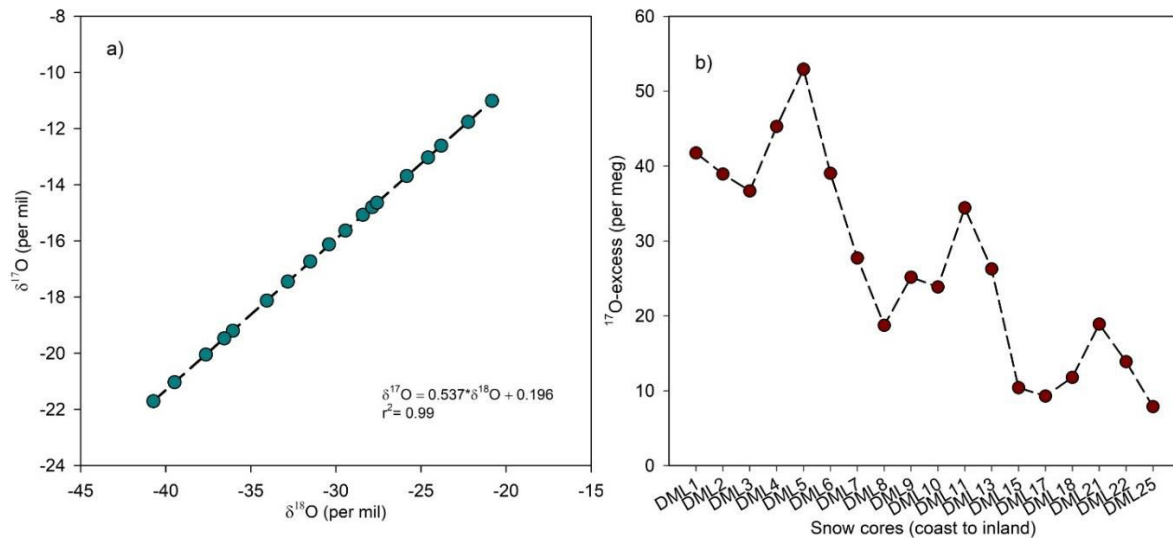 a)
-8
-10
-12
-14
-16
-18
-20
-22
-24
δ¹⁷O (per mil)
δ¹⁷O = 0.537*δ¹⁸O + 0.196
r²= 0.99
-45 -40 -35 -30 -25 -20 -15
δ¹⁸O (per mil)
b)
60
50
40
30
20
10
0
¹⁷O-excess (per meg)
DML1 DML2 DML3 DML4 DML5 DML6 DML7 DML8 DML9 DML10 DML11 DML13 DML15 DML17 DML18 DML21 DML22 DML25
Snow cores (coast to inland)